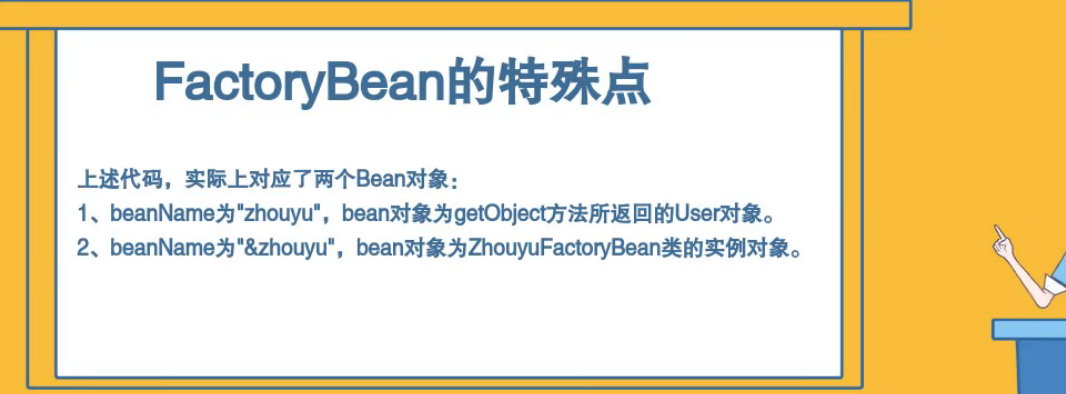 FactoryBean的特殊点
上述代码，实际上对应了两个Bean对象：
1、beanName为"zhouyu"，bean对象为getObject方法所返回的User对象。
2、beanName为"&zhouyu"，bean对象为ZhouyuFactoryBean类的实例对象。